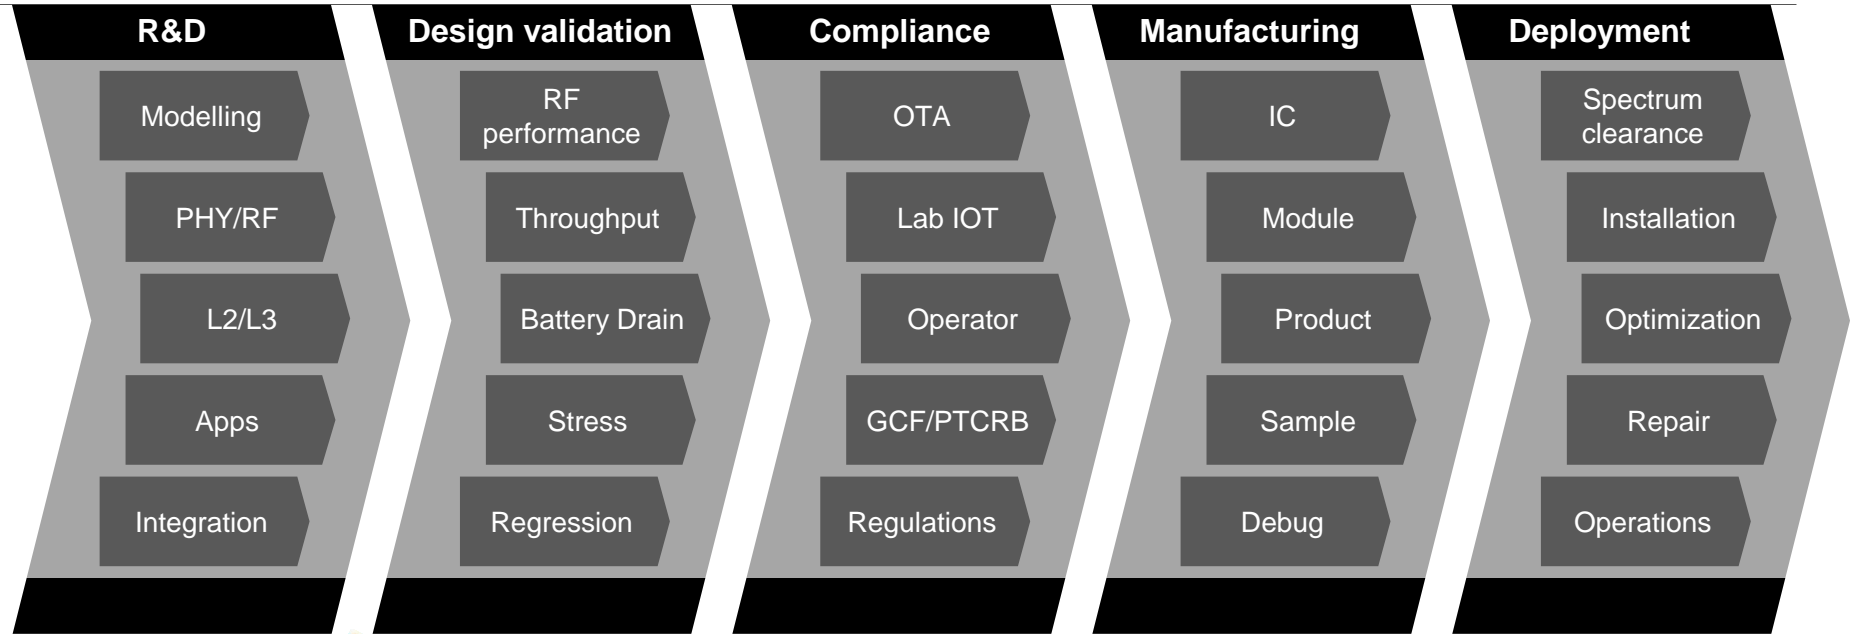 R&D
Modelling
PHY/RF
L2/L3
Apps
Integration
Design validation
RF
performance
Throughput
Battery Drain
Stress
Regression
Compliance
OTA
Lab IOT
Operator
GCF/PTCRB
Regulations
Manufacturing
IC
Module
Product
Sample
Debug
Deployment
Spectrum
clearance
Installation
Optimization
Repair
Operations